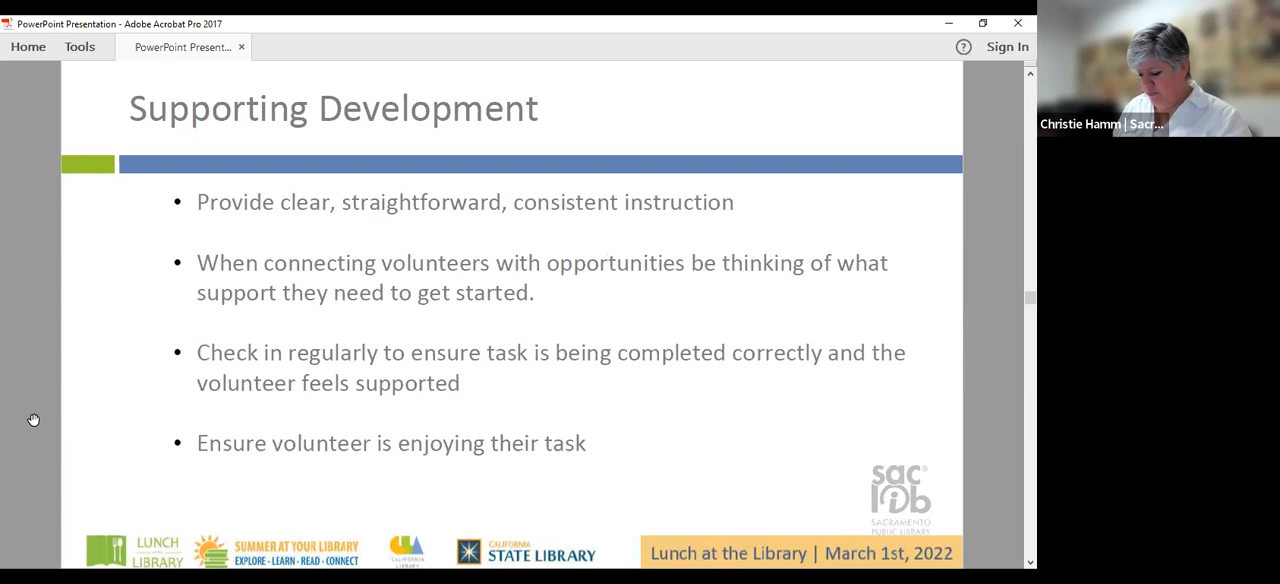 PowerPoint Presentation - Adobe Acrobat Pro 2017
Home Tools PowerPoint Present... × ? Sign In
Christie Hamm | Sacr...
Supporting Development
• Provide clear, straightforward, consistent instruction
• When connecting volunteers with opportunities be thinking of what
support they need to get started.
• Check in regularly to ensure task is being completed correctly and the
volunteer feels supported
• Ensure volunteer is enjoying their task
sac
lib
SACRAMENTO
PUBLIC LIBRARY
LUNCH
LIBRARY
SUMMER AT YOUR LIBRARY
EXPLORE · LEARN · READ · CONNECT
CALIFORNIA
LIBRARY
CALIFORNIA
STATE LIBRARY
Lunch at the Library | March 1st, 2022